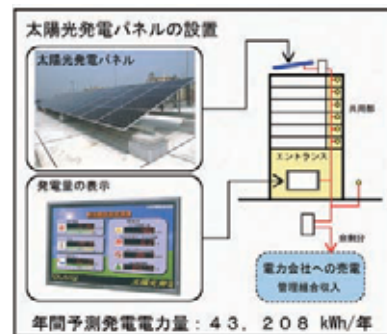 太陽光発電パネルの設置
太陽光発電パネル
共用部
エントランス
発電量の表示
余剰分
電力会社への売電
管理組合収入
年間予測発電電力量:43,208 kWh/年